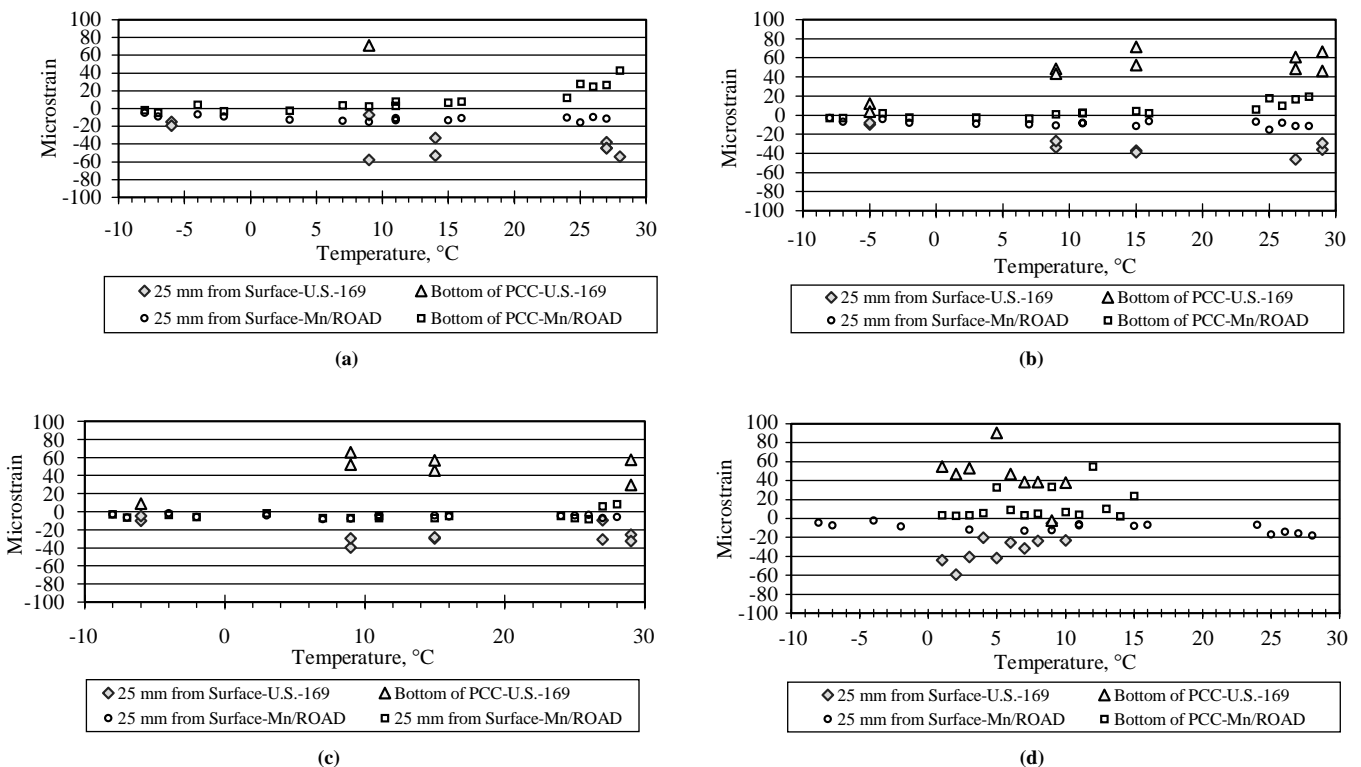 100
80
60
40
20
0
-20
-40
-60
-80
-100
Microstrain
-10 -5 0 5 10 15 20 25 30
Temperature, °C
25 mm from Surface-U.S.-169 Bottom of PCC-U.S.-169
25 mm from Surface-Mn/ROAD Bottom of PCC-Mn/ROAD
(a)
100
80
60
40
20
0
-20
-40
-60
-80
-100
Microstrain
-10 -5 0 5 10 15 20 25 30
Temperature, °C
25 mm from Surface-U.S.-169 Bottom of PCC-U.S.-169
25 mm from Surface-Mn/ROAD Bottom of PCC-Mn/ROAD
(b)
100
80
60
40
20
0
-20
-40
-60
-80
-100
Microstrain
-10 0 10 20 30
Temperature, °C
25 mm from Surface-U.S.-169 Bottom of PCC-U.S.-169
25 mm from Surface-Mn/ROAD 25 mm from Surface-Mn/ROAD
(c)
100
80
60
40
20
0
-20
-40
-60
-80
-100
Microstrain
-10 -5 0 5 10 15 20 25 30
Temperature, °C
25 mm from Surface-U.S.-169 Bottom of PCC-U.S.-169
25 mm from Surface-Mn/ROAD Bottom of PCC-Mn/ROAD
(d)